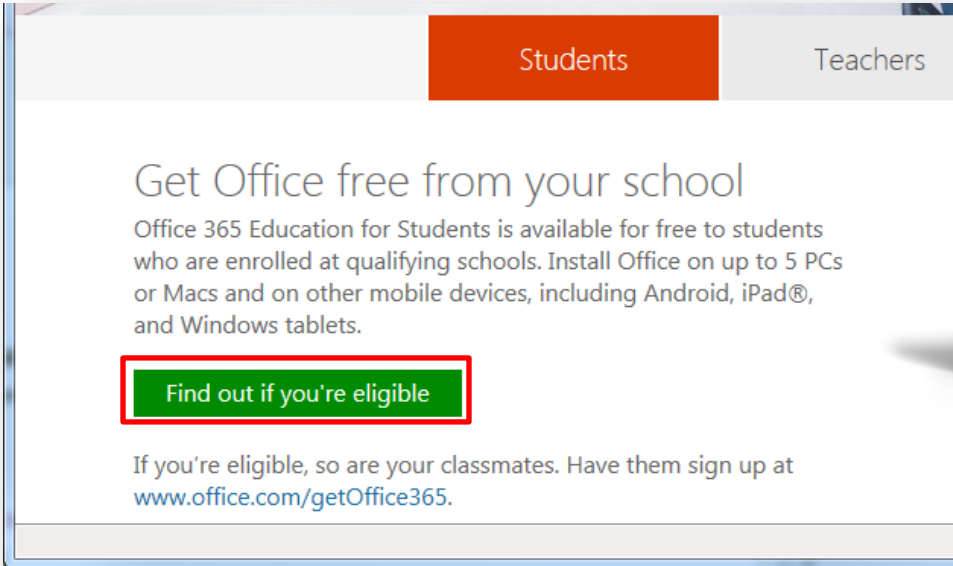 Students
Teachers
Get Office free from your school
Office 365 Education for Students is available for free to students
who are enrolled at qualifying schools. Install Office on up to 5 PCs
or Macs and on other mobile devices, including Android, iPad®,
and Windows tablets.
Find out if you're eligible
If you’re eligible, so are your classmates. Have them sign up at
www.office.com/getOffice365.